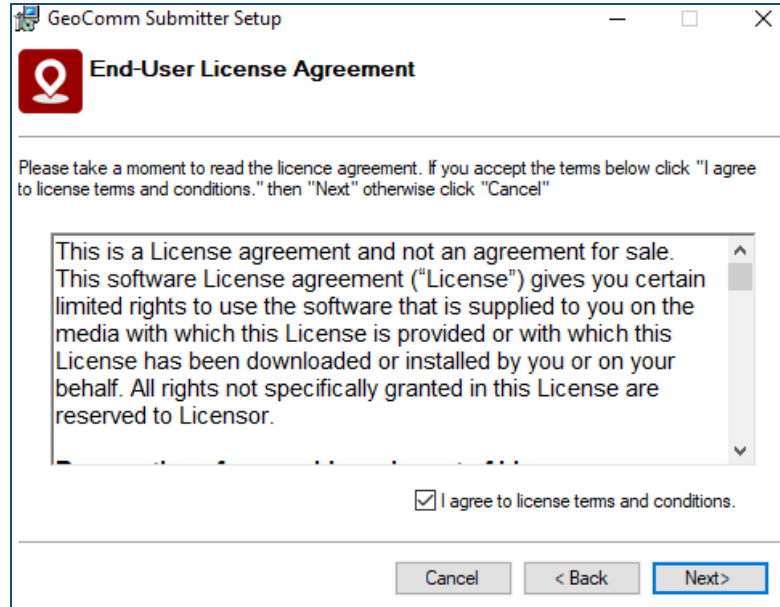 GeoComm Submitter Setup
End-User License Agreement
Please take a moment to read the licence agreement. If you accept the terms below click "I agree
to license terms and conditions." then "Next" otherwise click "Cancel"
This is a License agreement and not an agreement for sale.
This software License agreement (“License”) gives you certain
limited rights to use the software that is supplied to you on the
media with which this License is provided or with which this
License has been downloaded or installed by you or on your
behalf. All rights not specifically granted in this License are
reserved to Licensor.
I agree to license terms and conditions.
Cancel
< Back
Next>